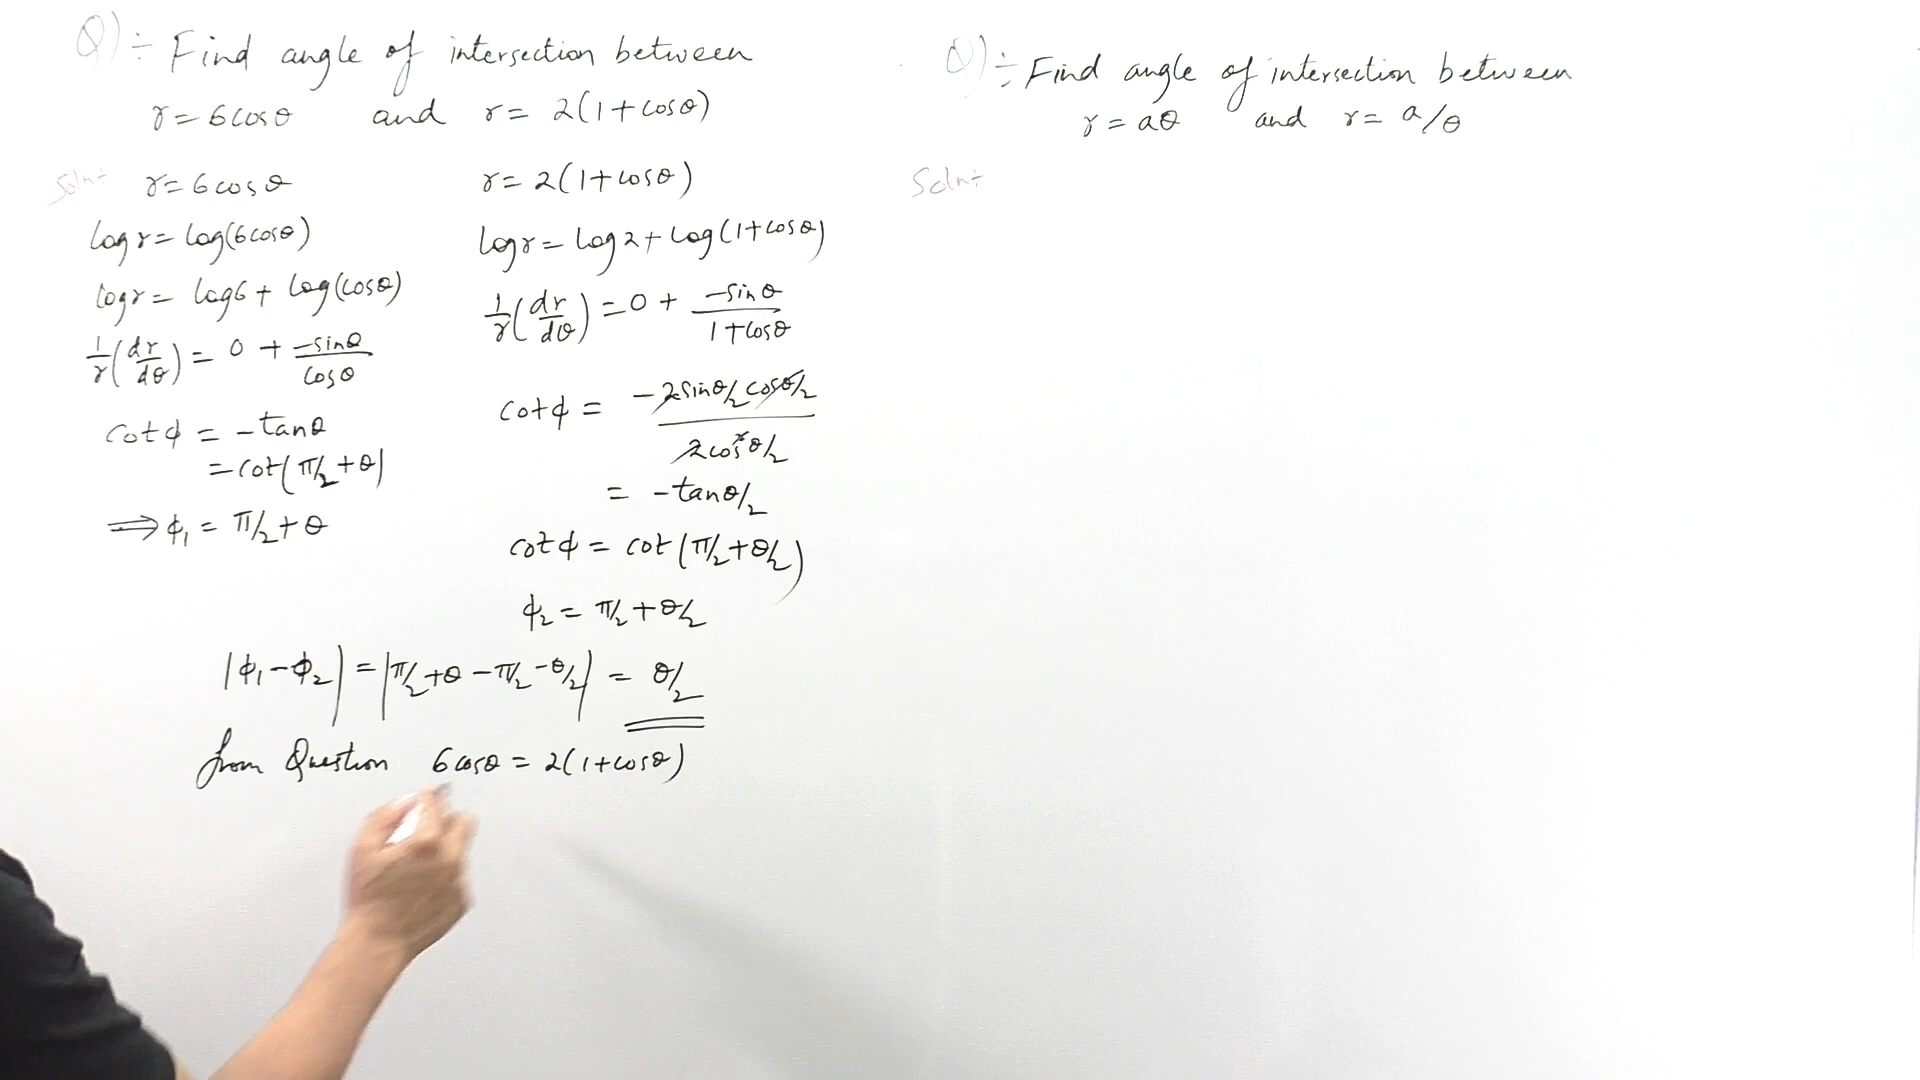 Q) ÷ Find angle of intersection between
r = 6cosθ and r = 2(1+cosθ)
Soln÷ r = 6cosθ
log r = log(6cosθ)
log r = log6 + log(cosθ)
1/r (dr/dθ) = 0 + -sinθ/cosθ
cotϕ = -tanθ
= cot(π/2 + θ)
⟹ ϕ₁ = π/2 + θ
r = 2(1+cosθ)
log r = log2 + log(1+cosθ)
1/r (dr/dθ) = 0 + -sinθ/1+cosθ
cotϕ = -2sinθ/2 cosθ/2 / 2cos²θ/2
= -tanθ/2
cotϕ = cot(π/2 + θ/2)
ϕ₂ = π/2 + θ/2
|ϕ₁ - ϕ₂| = |π/2 + θ - π/2 - θ/2| = θ/2
from Question 6cosθ = 2(1+cosθ)
Q) ÷ Find angle of intersection between
r = aθ and r = a/θ
Soln÷